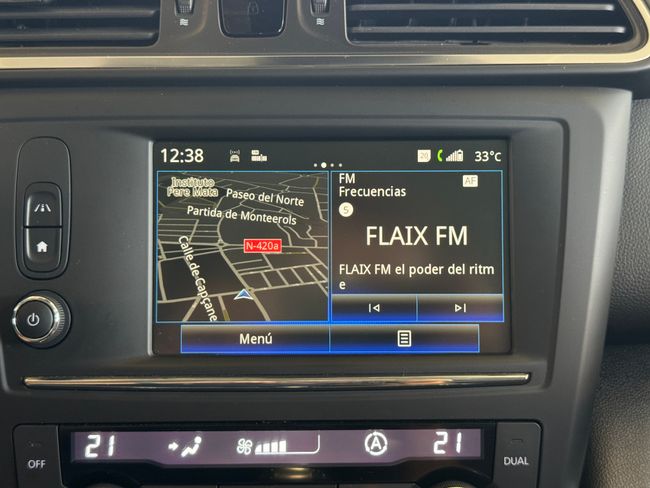 12:38
20
33°C
Instituto
Pere Mata
Paseo del Norte
Partida de Monteerols
N-420a
Calle de Capçane
FM
AF
Frecuencias
5
FLAIX FM
FLAIX FM el poder del ritm
e
Menú
21
A
21
OFF
DUAL